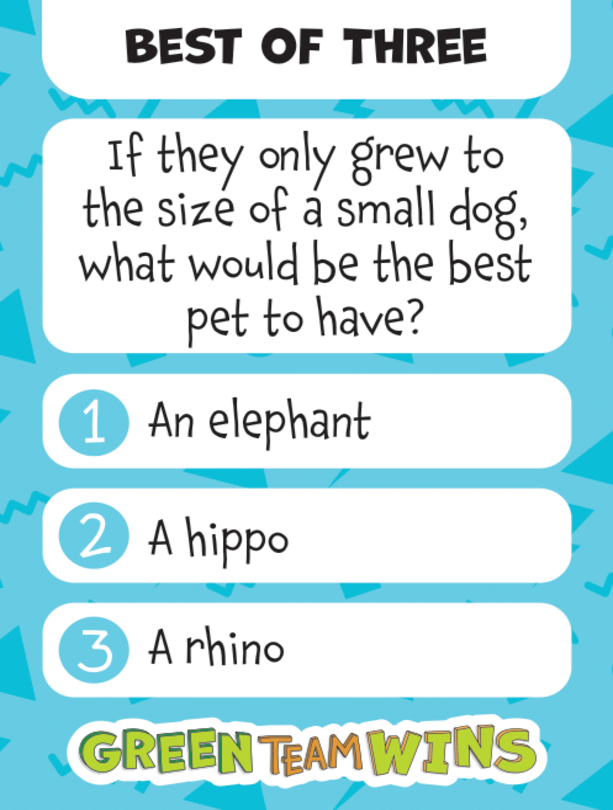 BEST OF THREE
If they only grew to
the size of a small dog,
what would be the best
pet to have?
1 An elephant
2 A hippo
3 A rhino
GREEN TEAM WINS